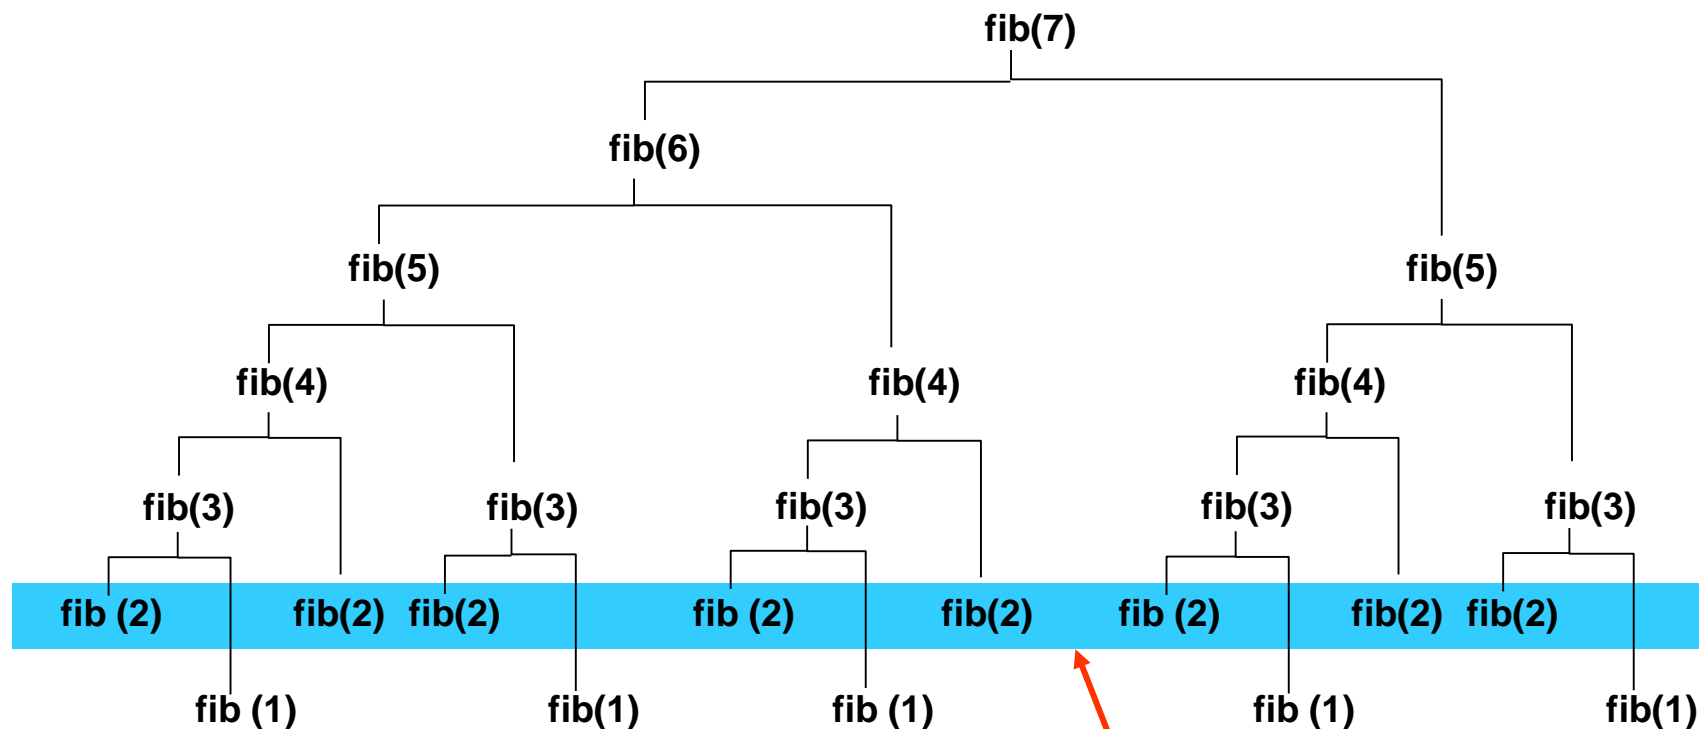 fib(7)
fib(6)
fib(5) fib(5)
fib(4) fib(4) fib(4)
fib(3) fib(3) fib(3) fib(3) fib(3)
fib (2) fib(2) fib(2) fib (2) fib(2) fib (2) fib(2) fib(2)
fib (1) fib(1) fib (1) fib (1) fib(1)